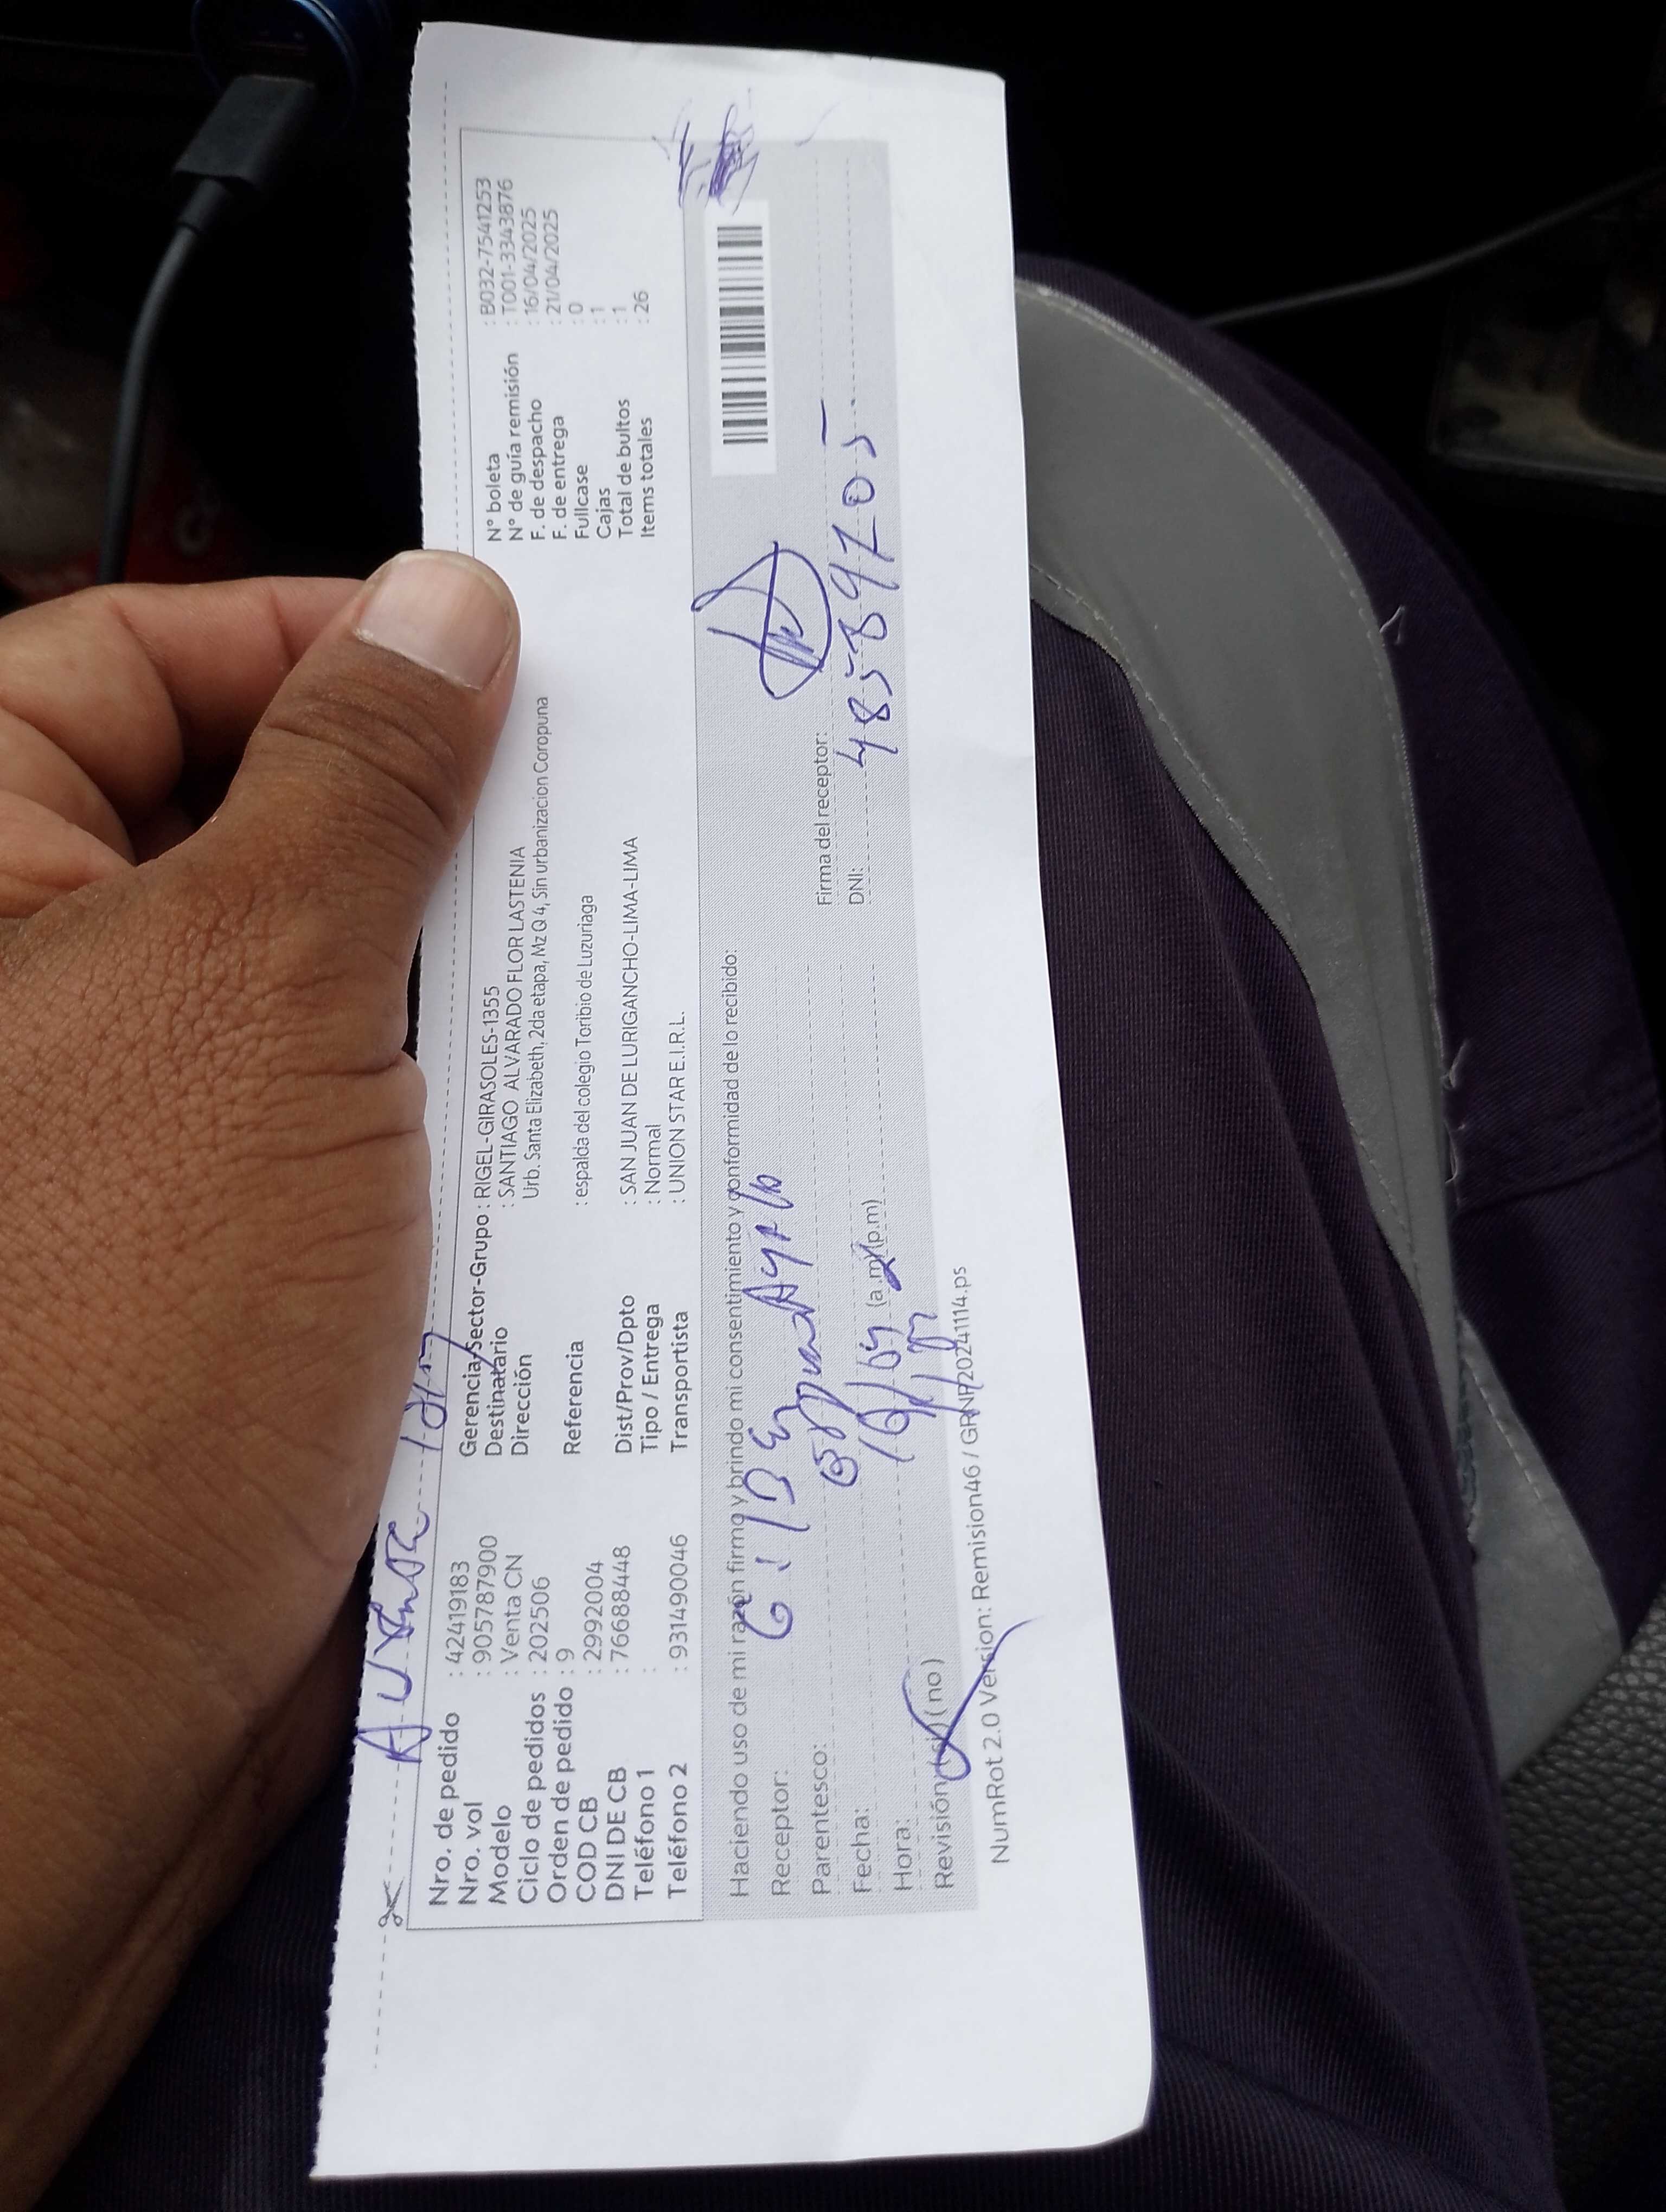 Nro. de pedido : 42419183
Nro. vol : 905787900
Modelo : Venta CN
Ciclo de pedidos : 202506
Orden de pedido : 9
COD CB : 2992004
DNI DE CB : 76688448
Teléfono 1 :
Teléfono 2 : 931490046
Gerencia-Sector-Grupo : RIGEL-GIRASOLES-1355
Destinatario : SANTIAGO ALVARADO FLOR LASTENIA
Dirección Urb. Santa Elizabeth, 2da etapa, Mz Q 4, Sin urbanizacion Coropuna
Referencia : espalda del colegio Toribio de Luzuriaga
Dist/Prov/Dpto : SAN JUAN DE LURIGANCHO-LIMA-LIMA
Tipo / Entrega : Normal
Transportista : UNION STAR E.I.R.L.
N° boleta : B032-7541253
N° de guía remisión : T001-3343876
F. de despacho : 16/04/2025
F. de entrega : 21/04/2025
Fullcase : 0
Cajas : 1
Total de bultos : 1
Items totales : 26
Haciendo uso de mi razón firmo y brindo mi consentimiento y conformidad de lo recibido:
Receptor:
Parentesco:
Fecha:
Hora: (a.m)(p.m)
Revisión (si) (no)
Firma del receptor:
DNI: 48589705
NumRot 2.0 Version: Remision46 / GRNP20241114.ps